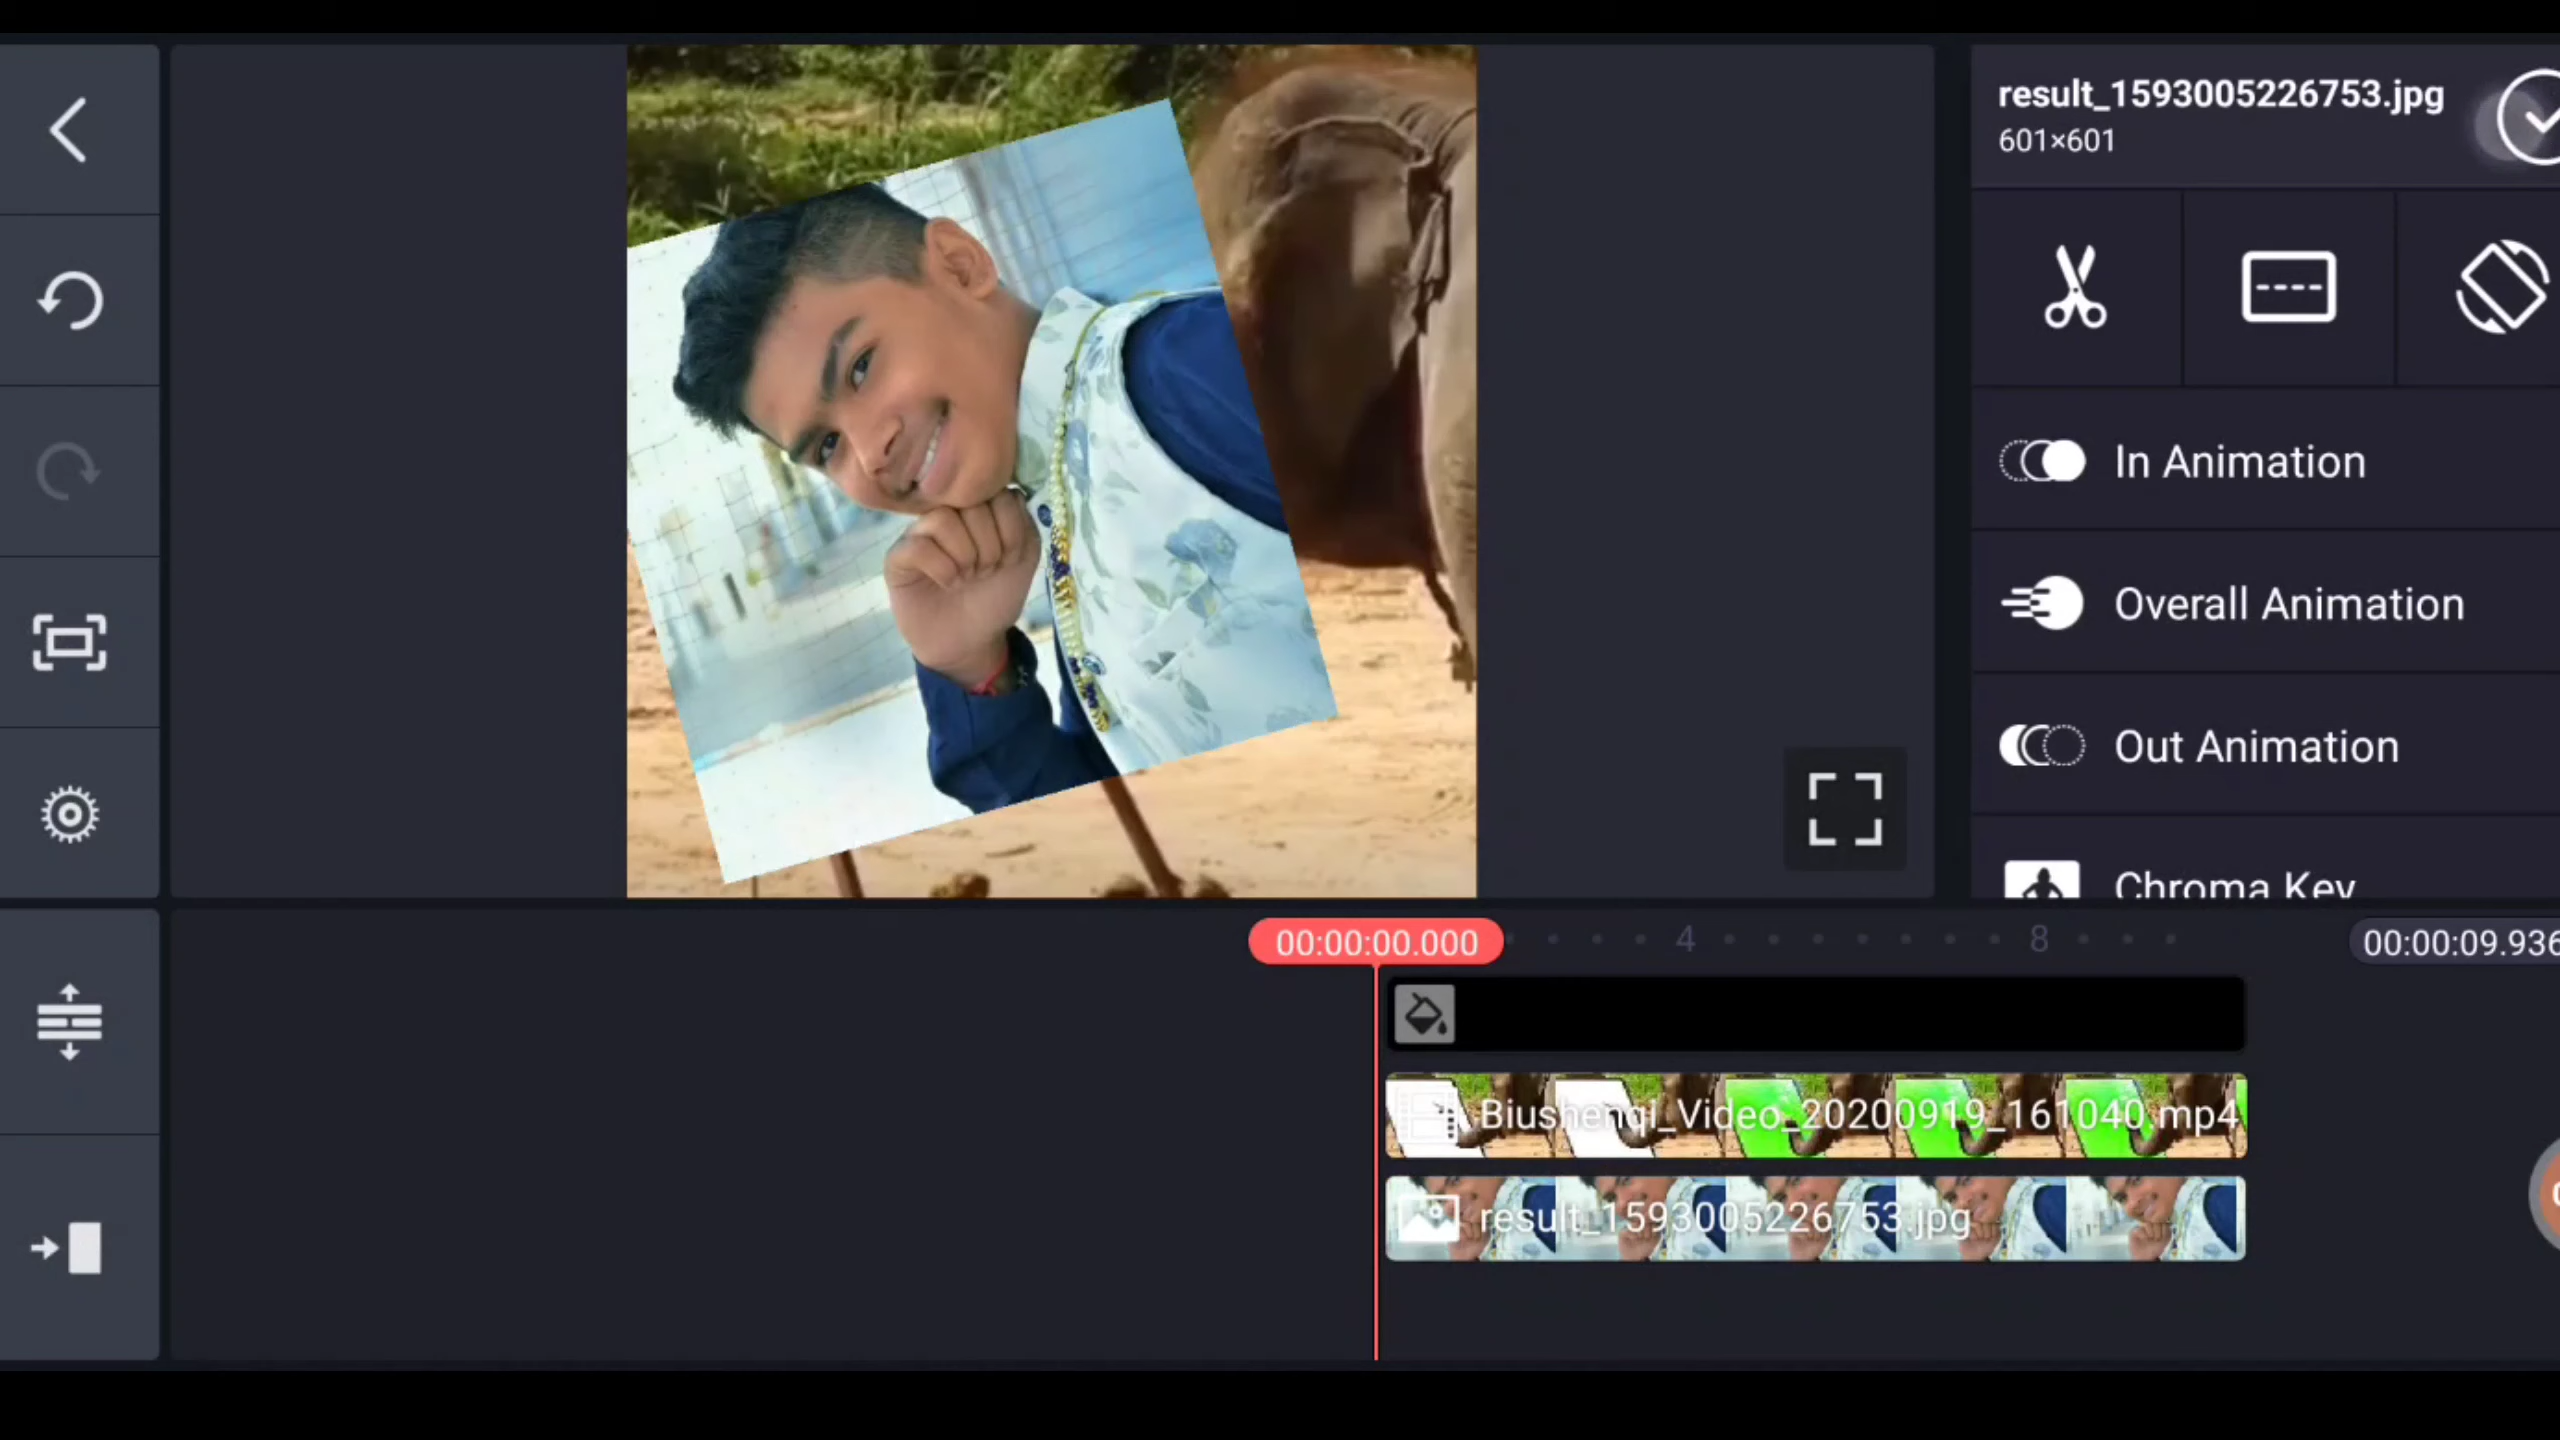 result_1593005226753.jpg
601×601
In Animation
Overall Animation
Out Animation
Chroma Key
00:00:00.000
4
8
00:00:09.936
Biushenqi_Video_20200919_161040.mp4
result_1593005226753.jpg